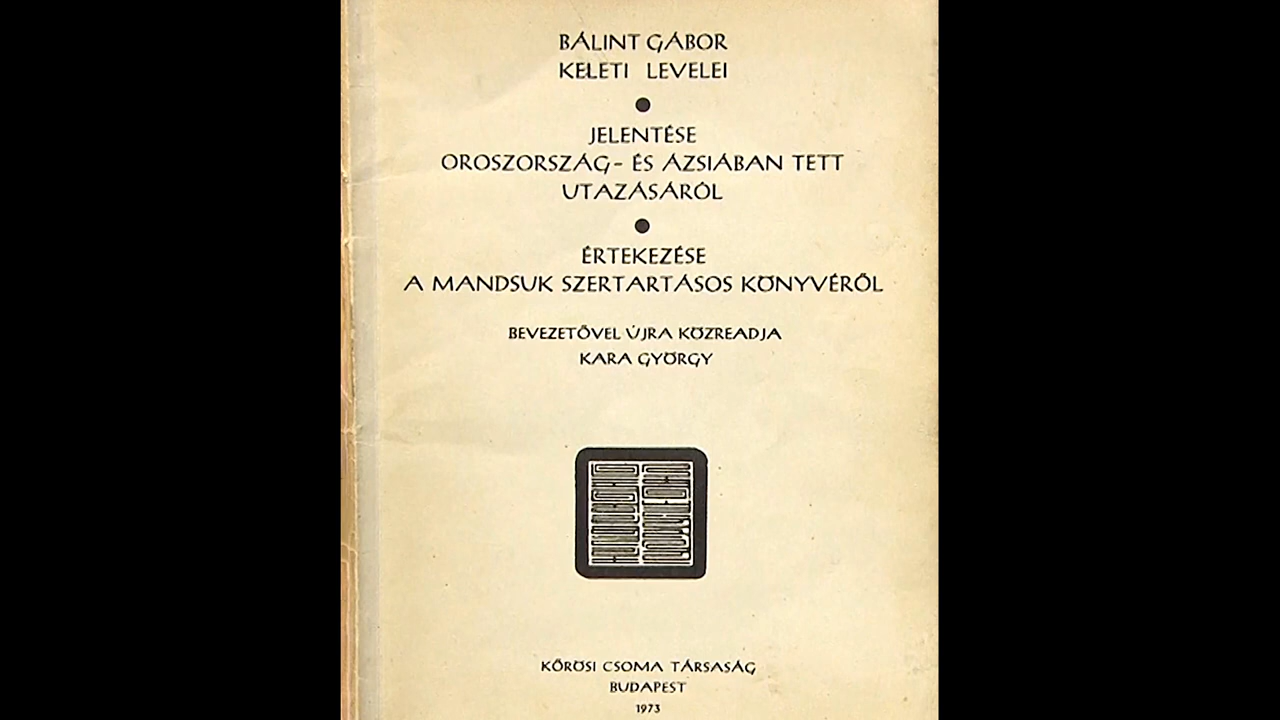 BÁLINT GÁBOR
KELETI LEVELEI
JELENTÉSE
OROSZORSZÁG- ÉS ÁZSIÁBAN TETT
UTAZÁSÁRÓL
ÉRTEKEZÉSE
A MANDSUK SZERTARTÁSOS KÖNYVÉRŐL
BEVEZETŐVEL ÚJRA KÖZREADJA
KARA GYÖRGY
KŐRÖSI CSOMA TÁRSASÁG
BUDAPEST
1973